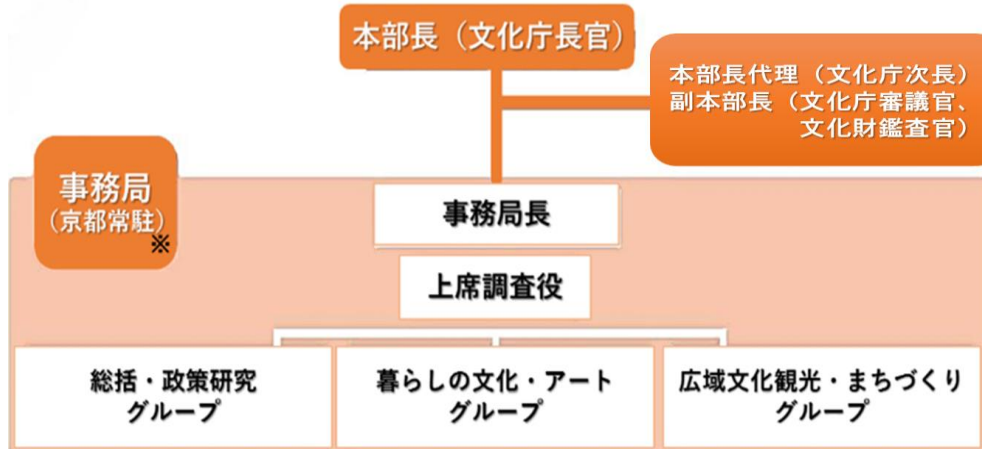 本部長（文化庁長官）
本部長代理（文化庁次長）
副本部長（文化庁審議官、
文化財鑑査官）
事務局
（京都常駐）
※
事務局長
上席調査役
総括・政策研究
グループ
暮らしの文化・アート
グループ
広域文化観光・まちづくり
グループ